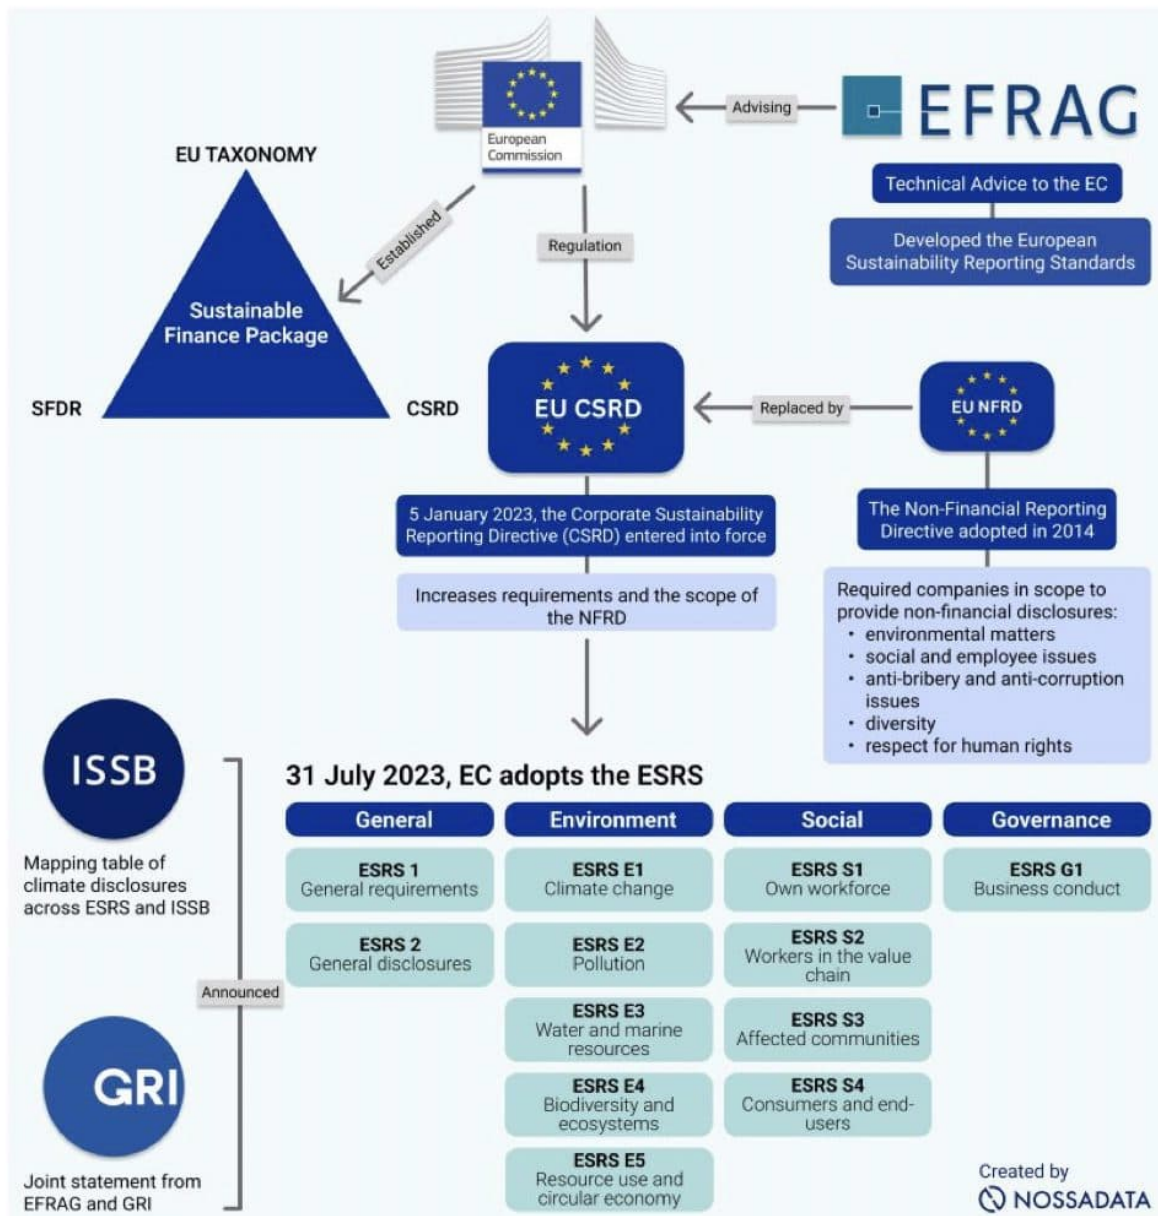 European
Commission
Advising
EFRAG
Technical Advice to the EC
Developed the European
Sustainability Reporting Standards
EU TAXONOMY
Established
Regulation
Sustainable
Finance Package
SFDR
CSRD
EU CSRD
Replaced by
EU NFRD
5 January 2023, the Corporate Sustainability
Reporting Directive (CSRD) entered into force
Increases requirements and the scope of
the NFRD
The Non-Financial Reporting
Directive adopted in 2014
Required companies in scope to
provide non-financial disclosures:
• environmental matters
• social and employee issues
• anti-bribery and anti-corruption
issues
• diversity
• respect for human rights
ISSB
Mapping table of
climate disclosures
across ESRS and ISSB
Announced
GRI
Joint statement from
EFRAG and GRI
31 July 2023, EC adopts the ESRS
General
ESRS 1
General requirements
ESRS 2
General disclosures
Environment
ESRS E1
Climate change
ESRS E2
Pollution
ESRS E3
Water and marine
resources
ESRS E4
Biodiversity and
ecosystems
ESRS E5
Resource use and
circular economy
Social
ESRS S1
Own workforce
ESRS S2
Workers in the value
chain
ESRS S3
Affected communities
ESRS S4
Consumers and end-
users
Governance
ESRS G1
Business conduct
Created by
NOSSADATA